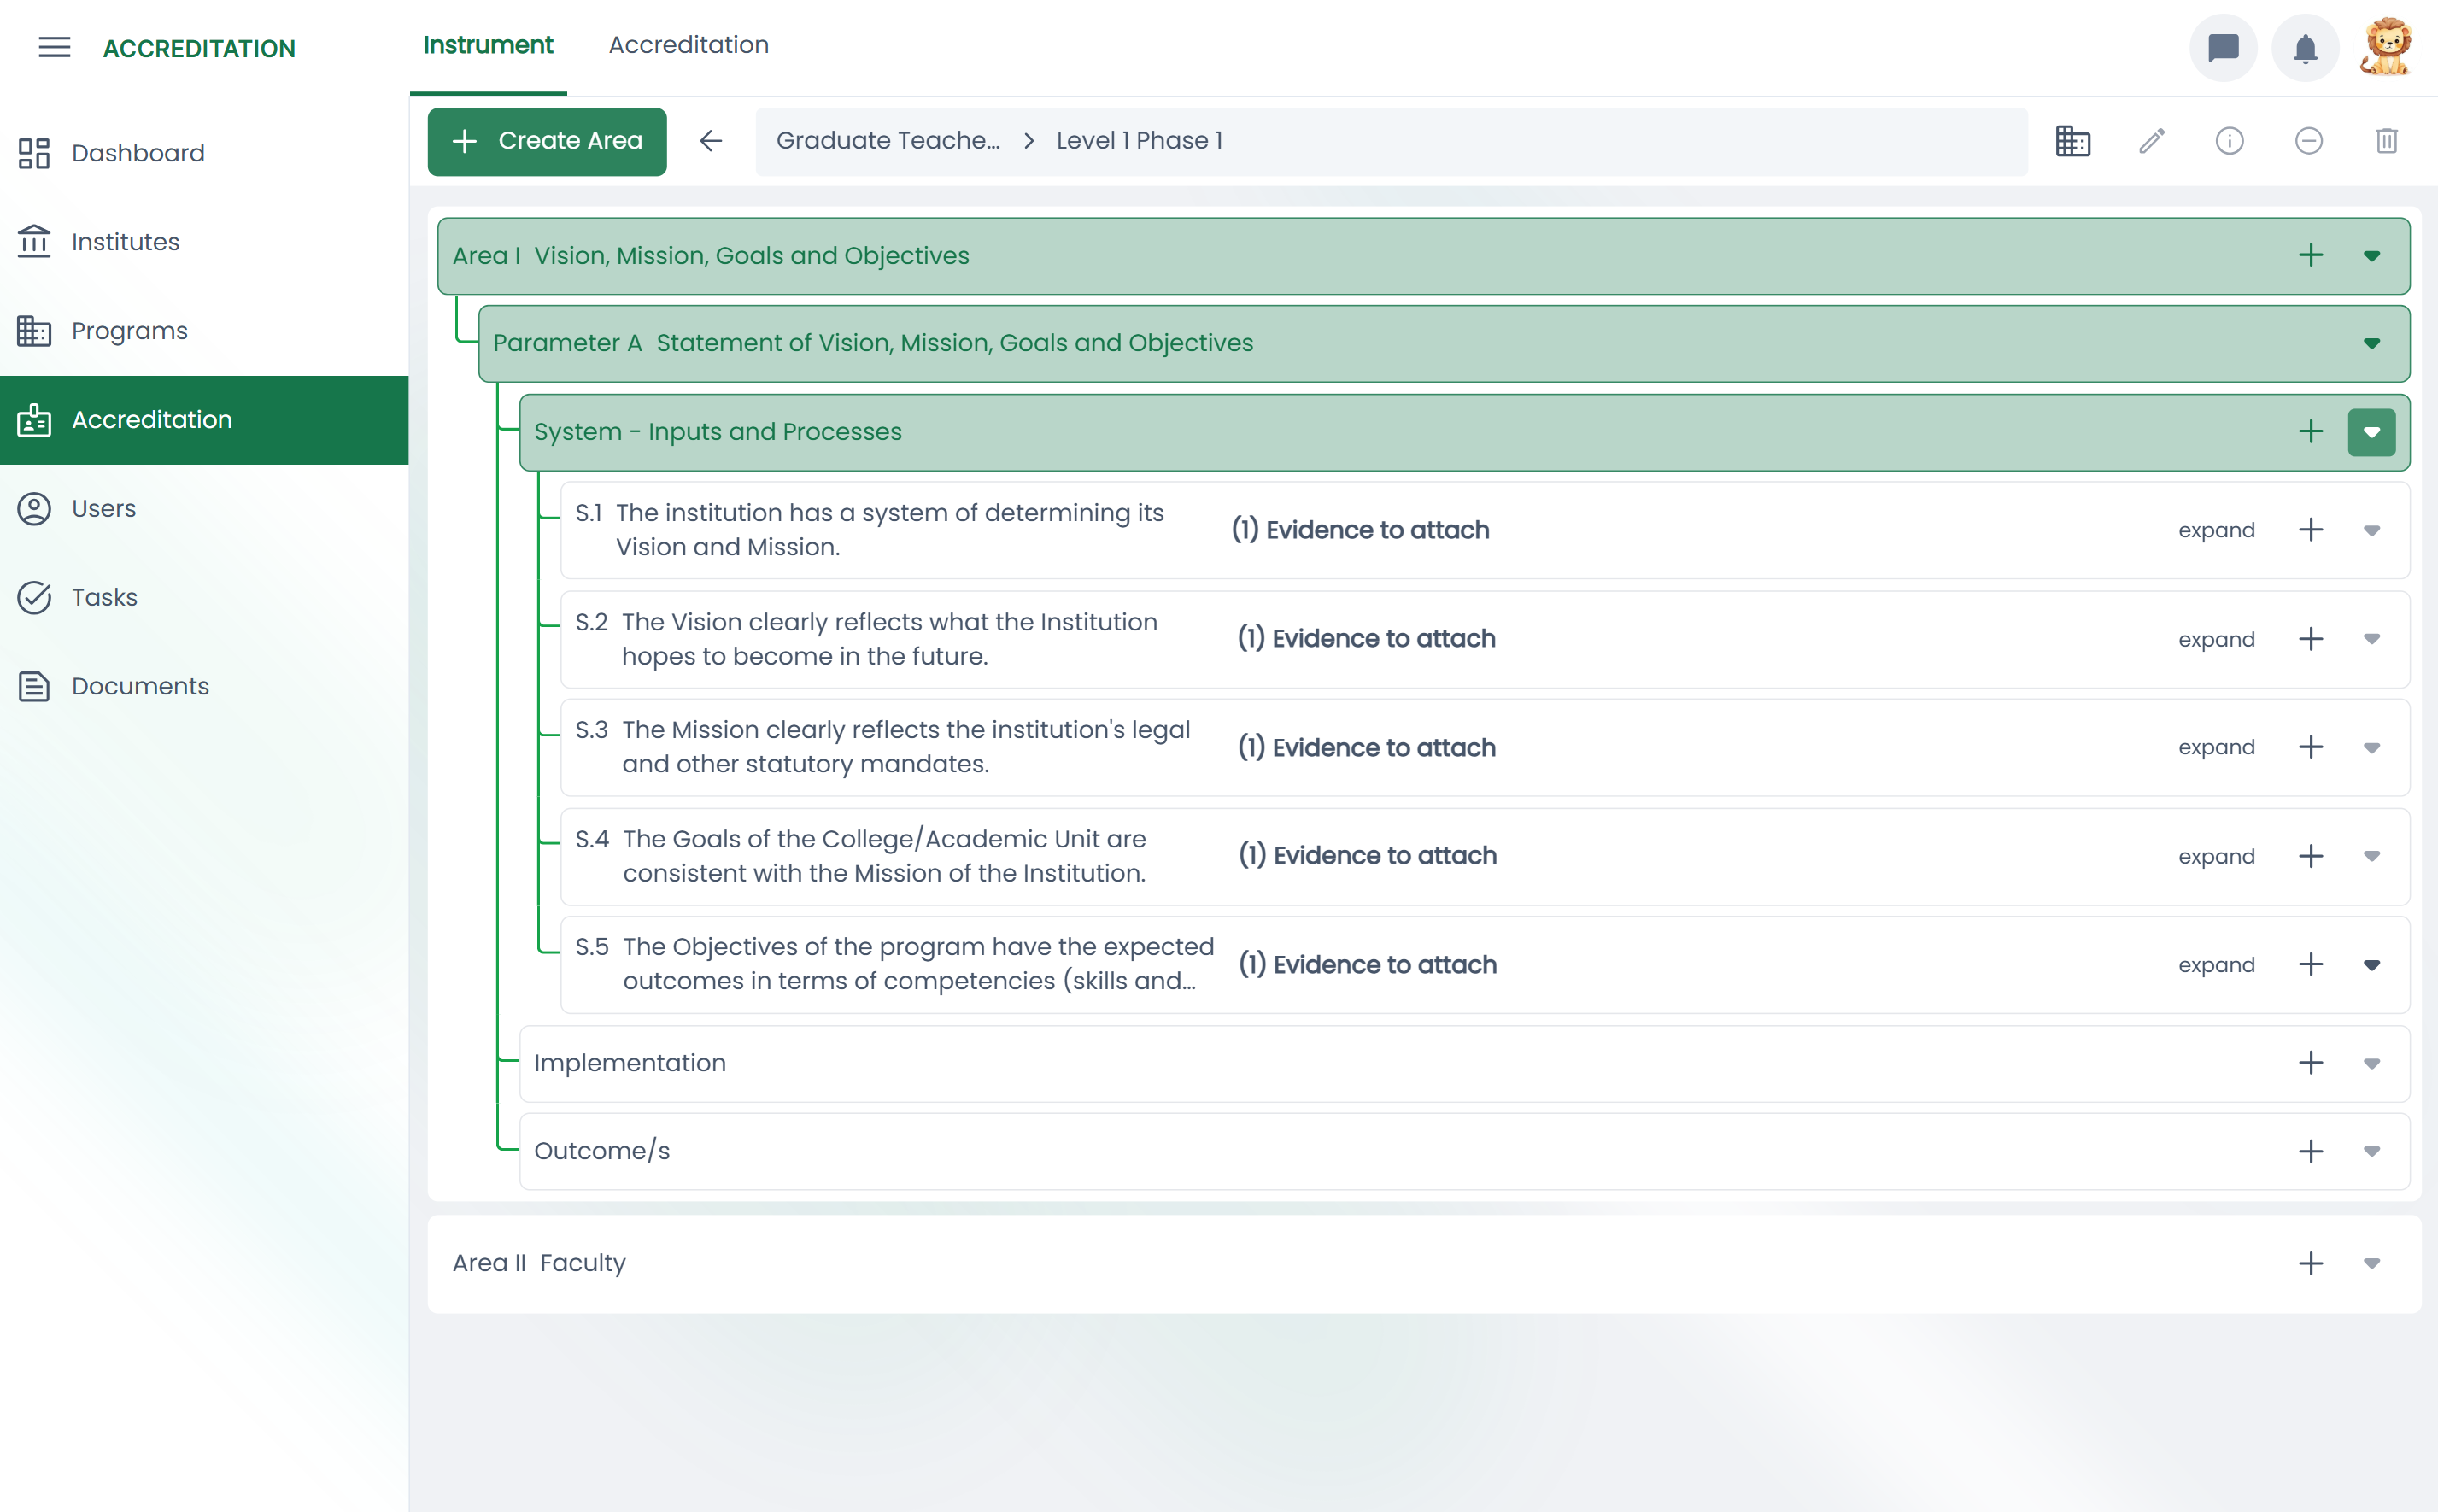 ACCREDITATION
Instrument
Accreditation
Dashboard
Institutes
Programs
Accreditation
Users
Tasks
Documents
Create Area
Graduate Teache...
Level 1 Phase 1
Area I Vision, Mission, Goals and Objectives
Parameter A Statement of Vision, Mission, Goals and Objectives
System - Inputs and Processes
S.1 The institution has a system of determining its
Vision and Mission.
(1) Evidence to attach
expand
S.2 The Vision clearly reflects what the Institution
hopes to become in the future.
(1) Evidence to attach
expand
S.3 The Mission clearly reflects the institution's legal
and other statutory mandates.
(1) Evidence to attach
expand
S.4 The Goals of the College/Academic Unit are
consistent with the Mission of the Institution.
(1) Evidence to attach
expand
S.5 The Objectives of the program have the expected
outcomes in terms of competencies (skills and...
(1) Evidence to attach
expand
Implementation
Outcome/s
Area II Faculty